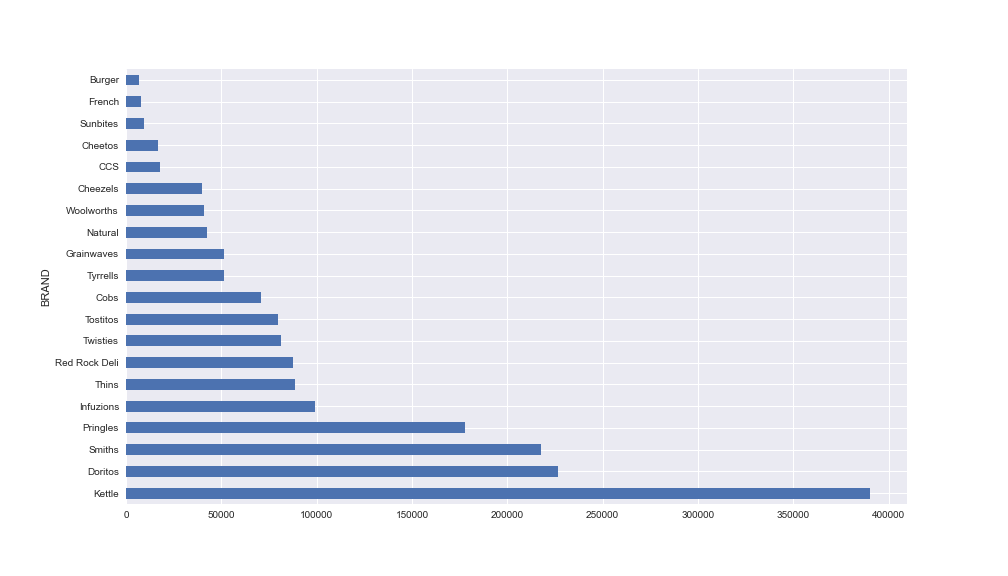 Burger
French
Sunbites
Cheetos
CCS
Cheezels
Woolworths
Natural
Grainwaves
Tyrrells
BRAND
Cobs
Tostitos
Twisties
Red Rock Deli
Thins
Infuzions
Pringles
Smiths
Doritos
Kettle
0 50000 100000 150000 200000 250000 300000 350000 400000